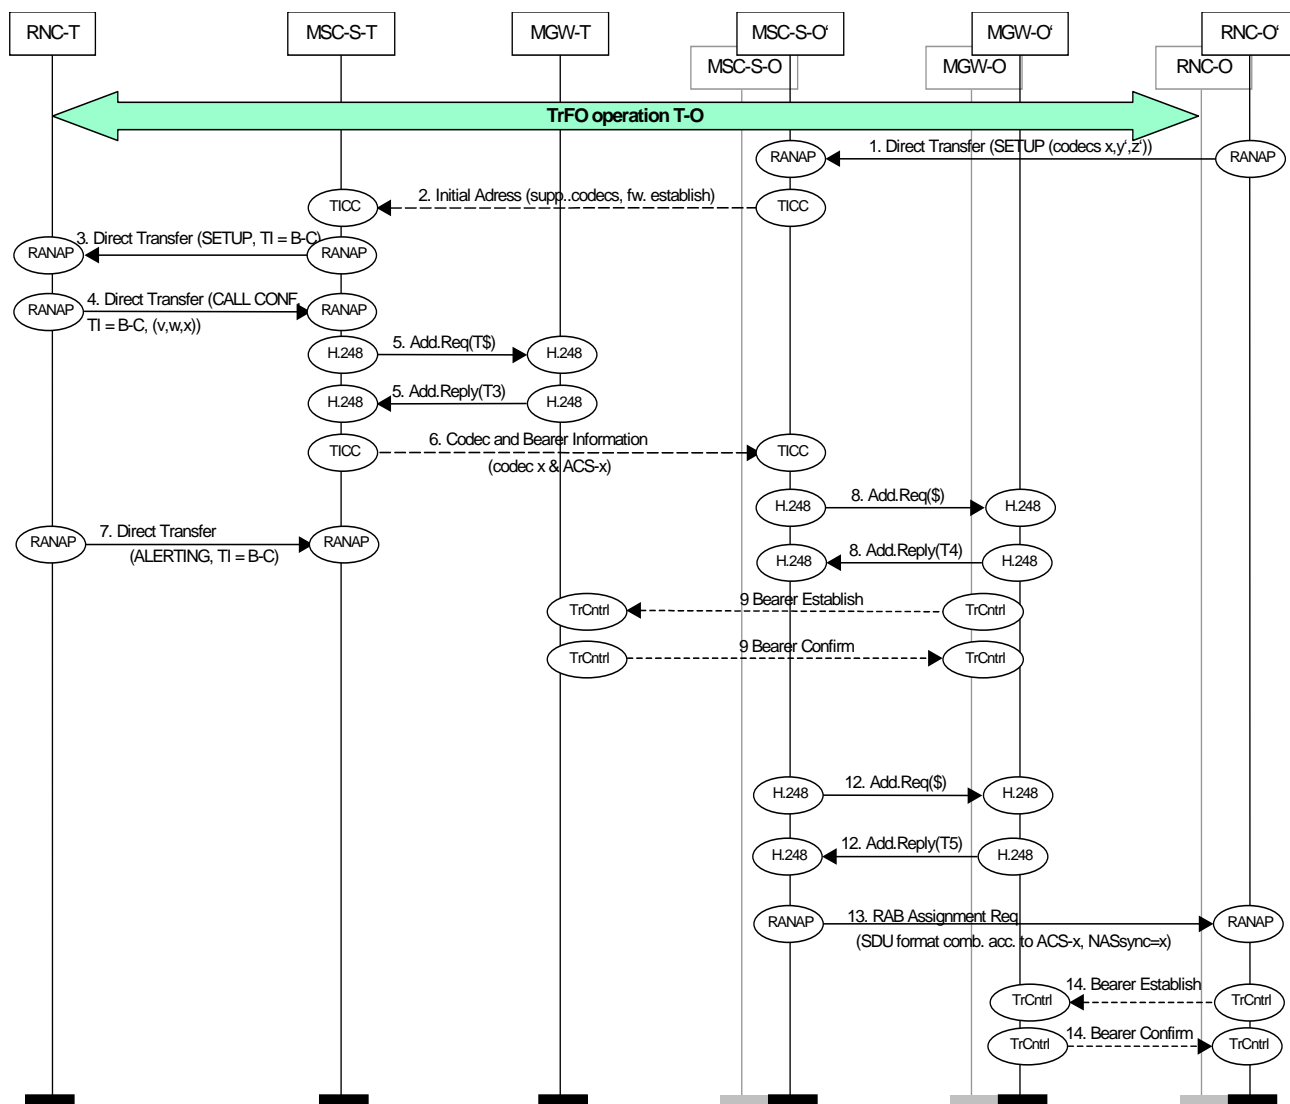 RNC-T MSC-S-T MGW-T MSC-S-O‘ MGW-O‘ RNC-O‘
MSC-S-O MGW-O RNC-O
TrFO operation T-O
RANAP 1. Direct Transfer (SETUP (codecs x,y‘,z‘)) RANAP
TICC 2. Initial Adress (supp..codecs, fw. establish) TICC
3. Direct Transfer (SETUP, TI = B-C)
RANAP RANAP
RANAP 4. Direct Transfer (CALL CONF, RANAP
TI = B-C, (v,w,x))
H.248 5. Add.Req(T$) H.248
H.248 5. Add.Reply(T3) H.248
TICC 6. Codec and Bearer Information TICC
(codec x & ACS-x)
H.248 8. Add.Req($) H.248
RANAP 7. Direct Transfer RANAP
(ALERTING, TI = B-C)
H.248 8. Add.Reply(T4) H.248
TrCntrl 9 Bearer Establish TrCntrl
TrCntrl 9 Bearer Confirm TrCntrl
H.248 12. Add.Req($) H.248
H.248 12. Add.Reply(T5) H.248
RANAP 13. RAB Assignment Req RANAP
(SDU format comb. acc. to ACS-x, NASsync=x)
TrCntrl 14. Bearer Establish TrCntrl
TrCntrl 14. Bearer Confirm TrCntrl